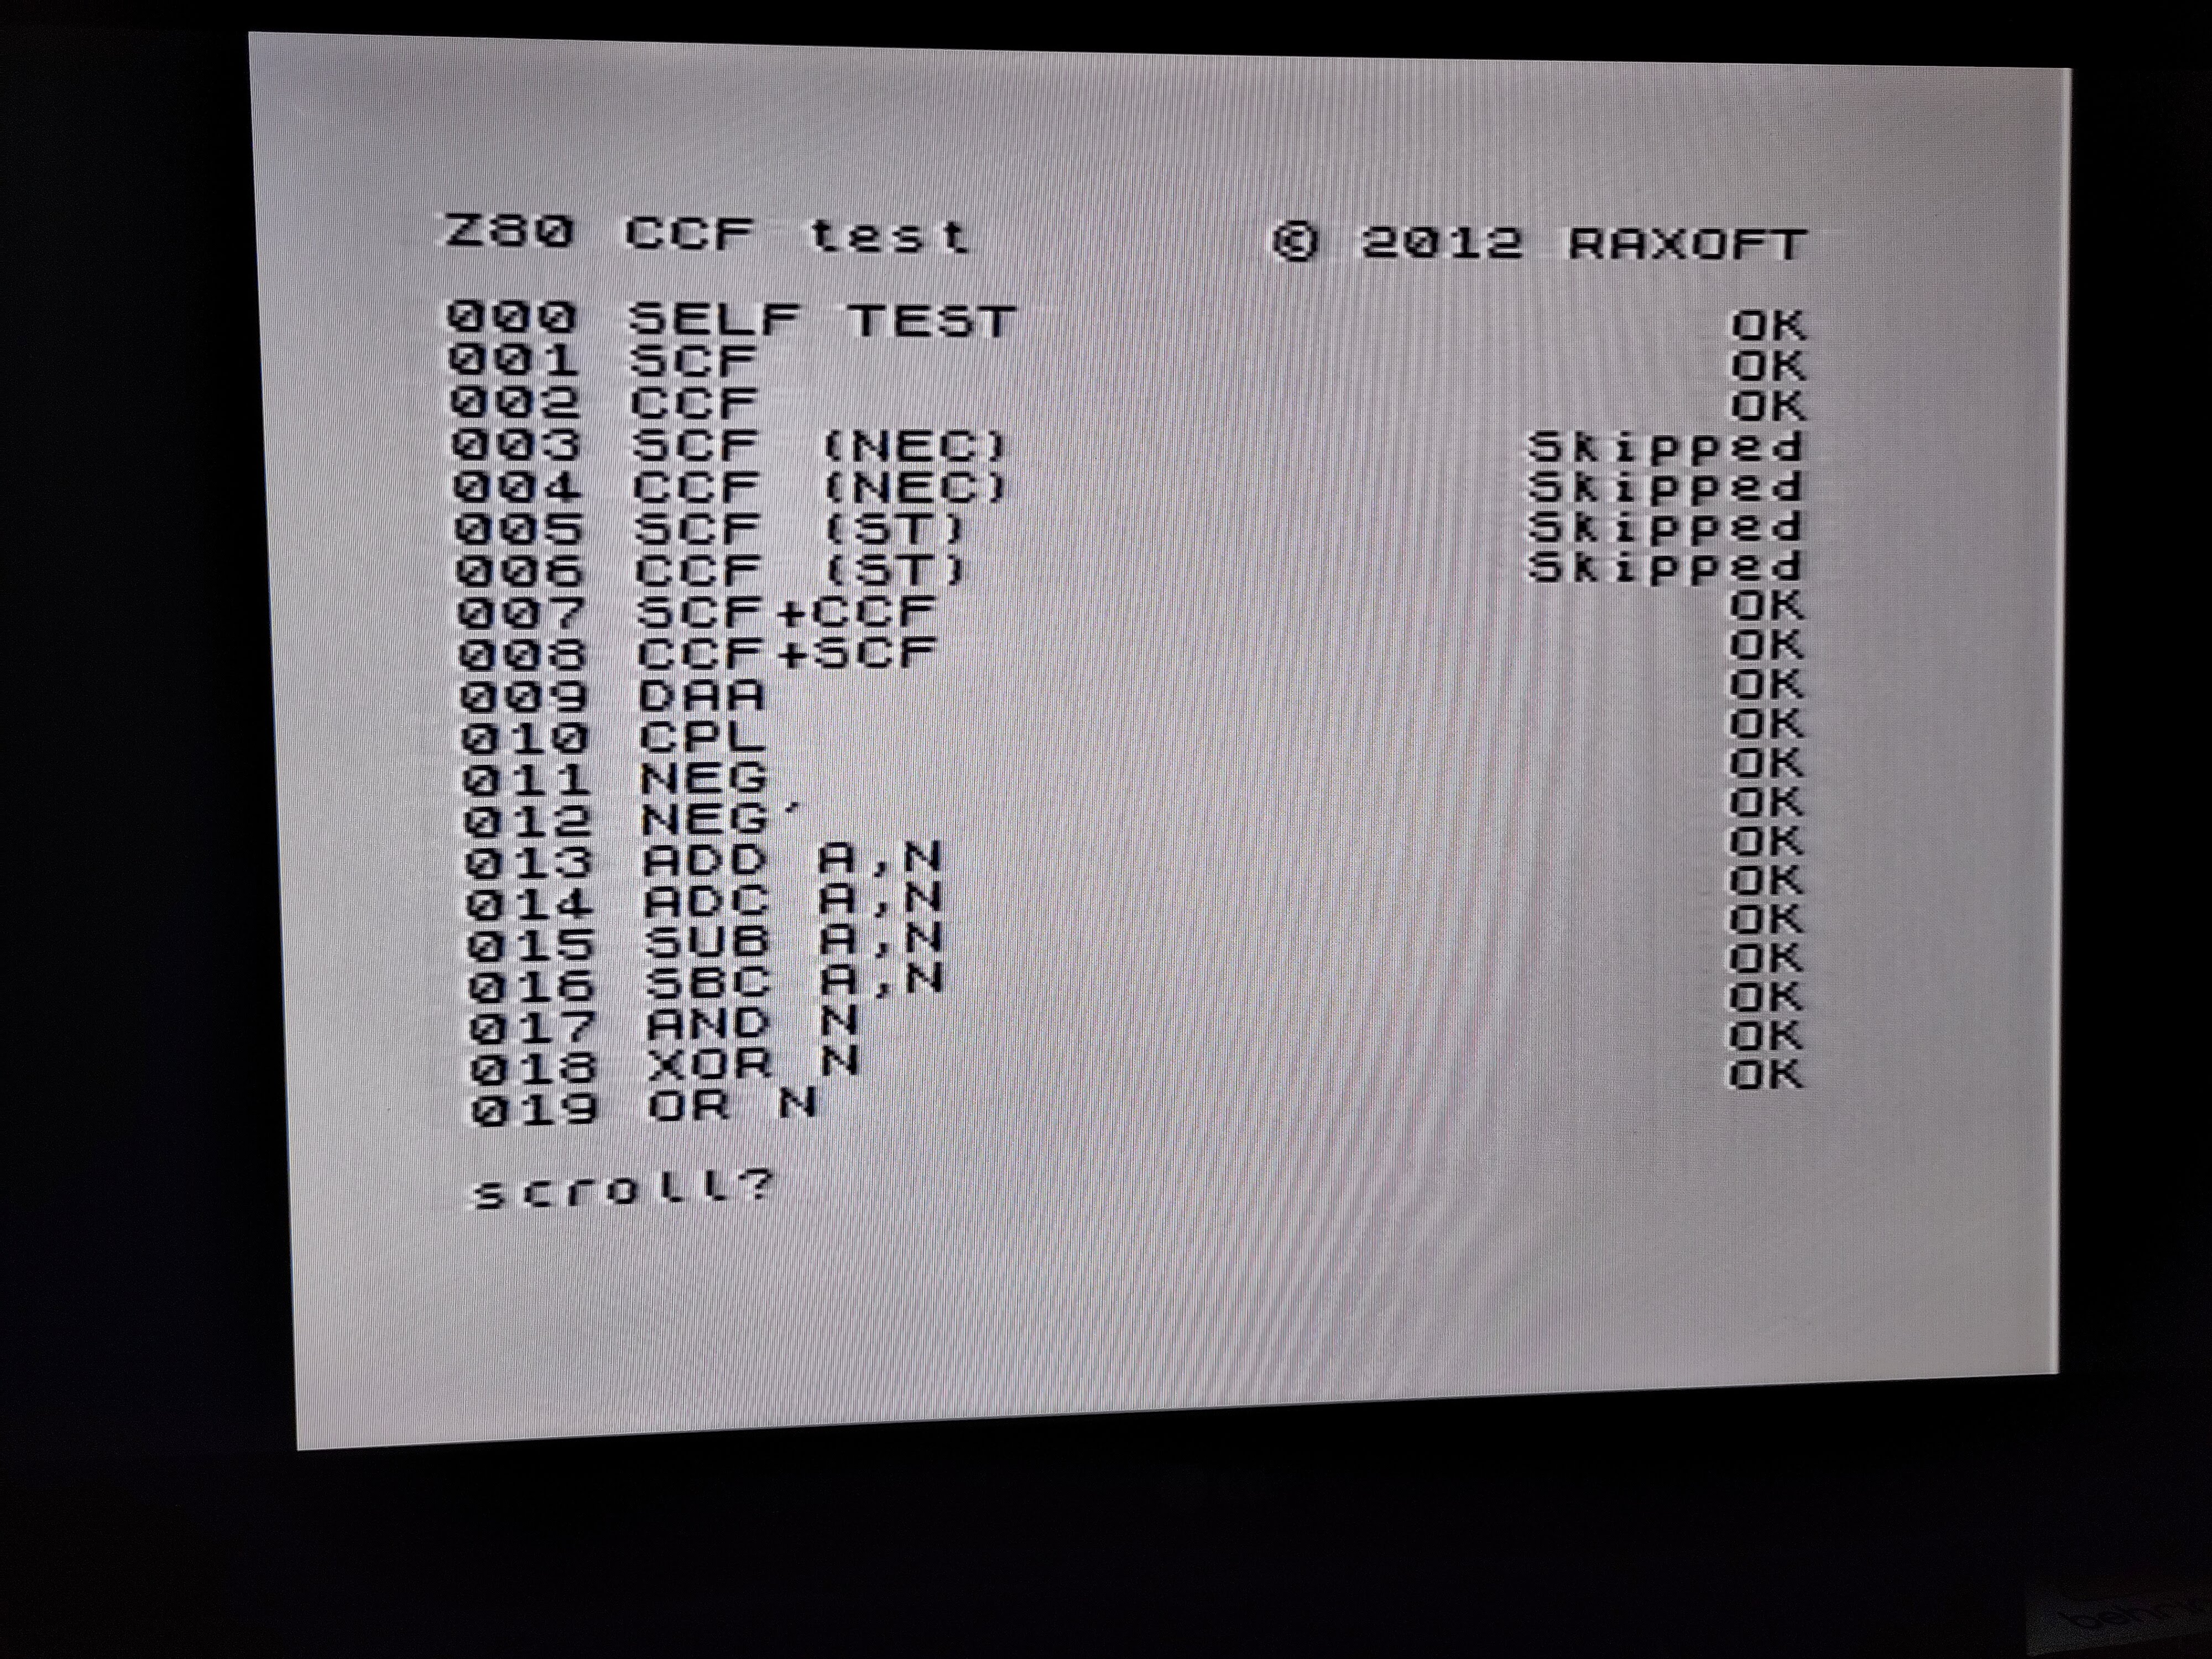 Z80 CCF test © 2012 RAXOFT
000 SELF TEST OK
001 SCF OK
002 CCF OK
003 SCF (NEC) Skipped
004 CCF (NEC) Skipped
005 SCF (ST) Skipped
006 CCF (ST) Skipped
007 SCF+CCF OK
008 CCF+SCF OK
009 DAA OK
010 CPL OK
011 NEG OK
012 NEG' OK
013 ADD A,N OK
014 ADC A,N OK
015 SUB A,N OK
016 SBC A,N OK
017 AND N OK
018 XOR N OK
019 OR N OK
scroll?